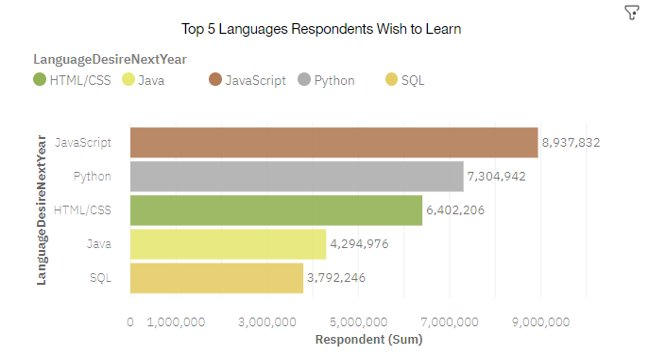 Top 5 Languages Respondents Wish to Learn
LanguageDesireNextYear
HTML/CSS Java JavaScript Python SQL
LanguageDesireNextYear
JavaScript 8,937,832
Python 7,304,942
HTML/CSS 6,402,206
Java 4,294,976
SQL 3,792,246
0 1,000,000 3,000,000 5,000,000 7,000,000 9,000,000
Respondent (Sum)